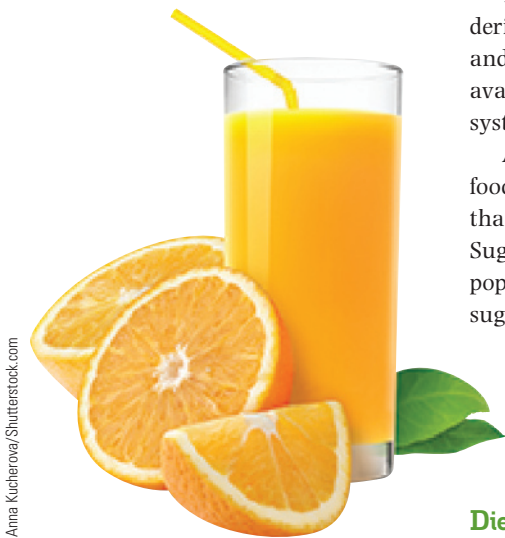 deri
and
ava
syst
A
food
tha
Sug
pop
sug
Die
Anna Kucherova/Shutterstock.com